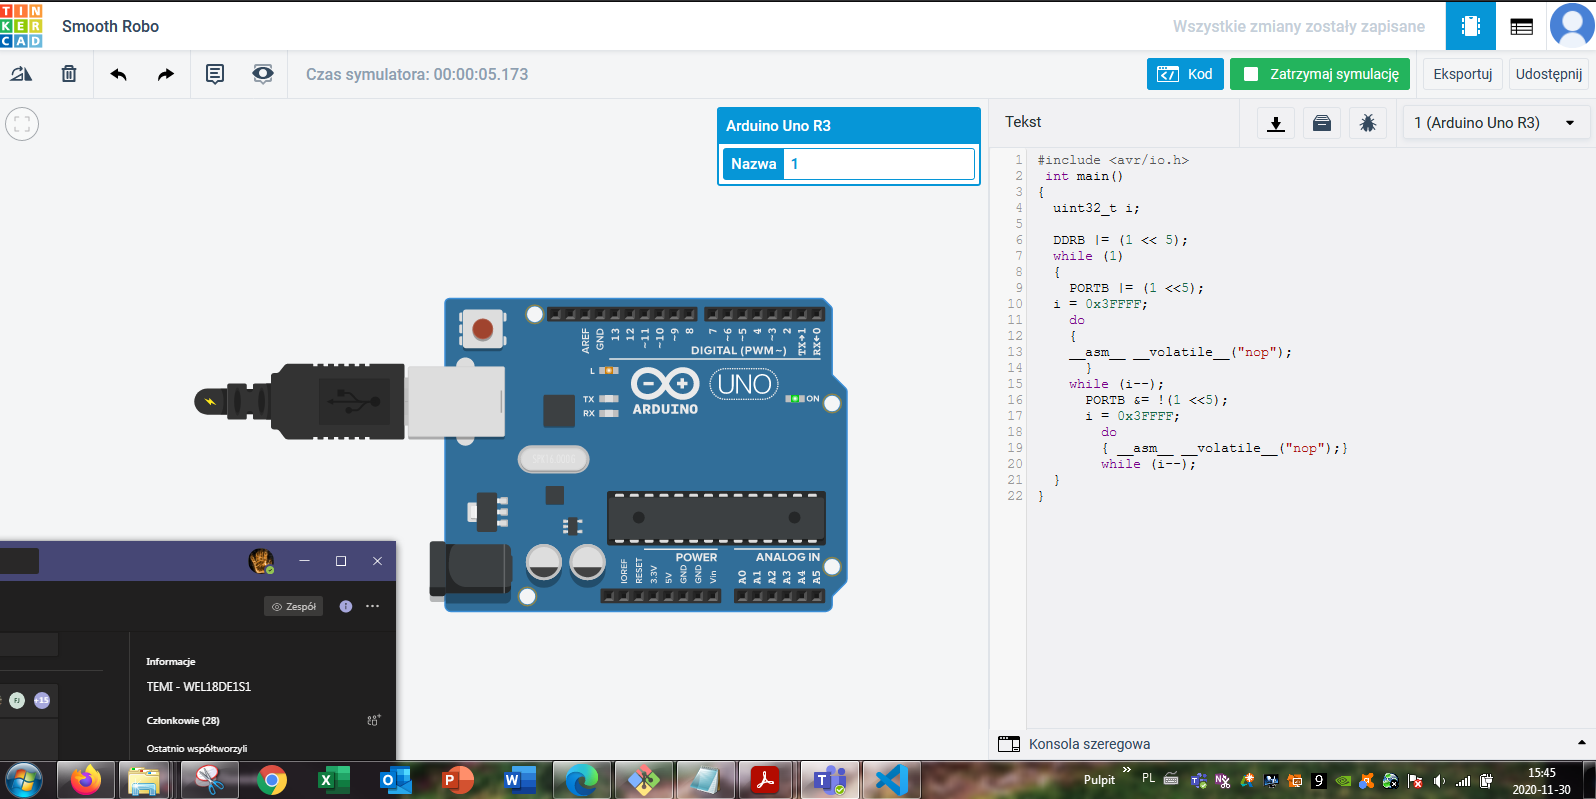 TIN
KER
CAD
Smooth Robo
Wszystkie zmiany zostały zapisane
Czas symulatora: 00:00:05.173
Kod
Zatrzymaj symulację
Eksportuj
Udostępnij
Arduino Uno R3
Nazwa 1
Tekst
1 (Arduino Uno R3)
1 #include <avr/io.h>
2 int main()
3 {
4 uint32_t i;
5
6 DDRB |= (1 << 5);
7 while (1)
8 {
9 PORTB |= (1 <<5);
10 i = 0x3FFFF;
11 do
12 {
13 __asm__ __volatile__("nop");
14 }
15 while (i--);
16 PORTB &= !(1 <<5);
17 i = 0x3FFFF;
18 do
19 { __asm__ __volatile__("nop");}
20 while (i--);
21 }
22 }
AREF
GND
13
12
~11
~10
~9
8
7
~6
~5
4
~3
2
TX→1
RX←0
DIGITAL (PWM~)
L
TX
RX
UNO
ARDUINO
ON
POWER
ANALOG IN
IOREF
RESET
3.3V
5V
GND
GND
Vin
A0
A1
A2
A3
A4
A5
Zespół
Informacje
TEMI - WEL18DE1S1
FJ
+15
Członkowie (28)
Ostatnio współtworzyli
Konsola szeregowa
Pulpit
»
PL
9
15:45
2020-11-30